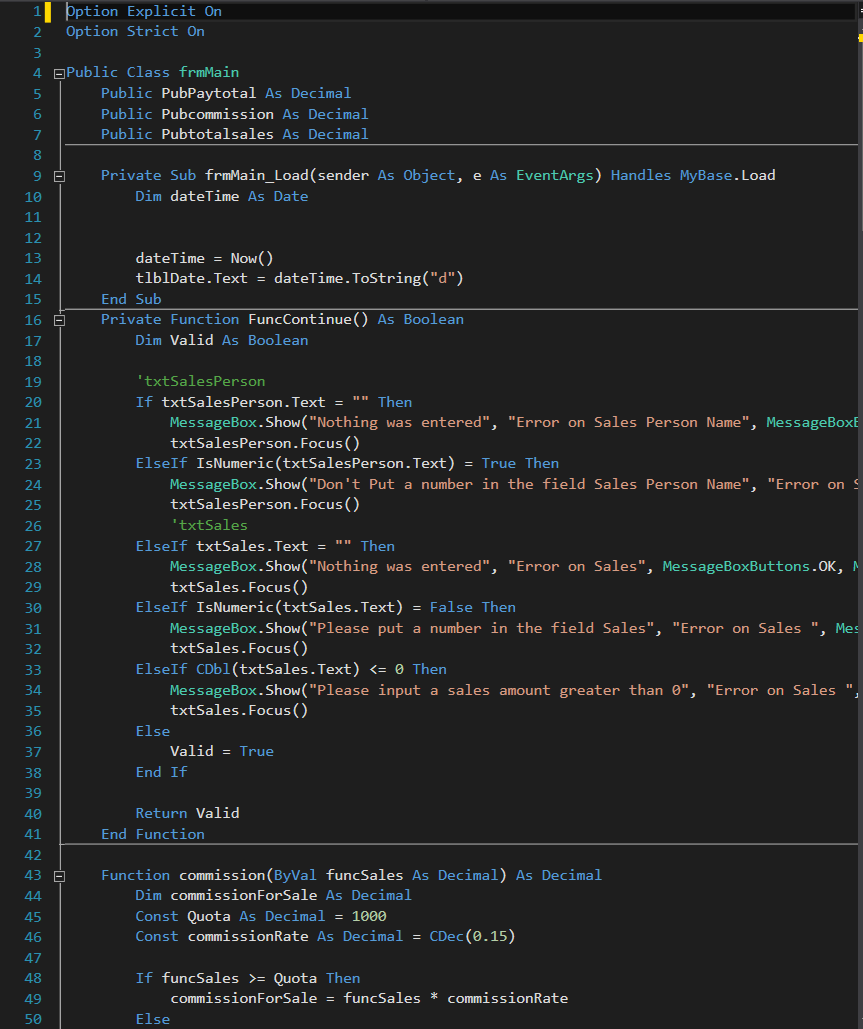 1 Option Explicit On
2 Option Strict On
3
4 Public Class frmMain
5 Public PubPaytotal As Decimal
6 Public Pubcommission As Decimal
7 Public Pubtotalsales As Decimal
8
9 Private Sub frmMain_Load(sender As Object, e As EventArgs) Handles MyBase.Load
10 Dim dateTime As Date
11
12
13 dateTime = Now()
14 tlblDate.Text = dateTime.ToString("d")
15 End Sub
16 Private Function FuncContinue() As Boolean
17 Dim Valid As Boolean
18
19 'txtSalesPerson
20 If txtSalesPerson.Text = "" Then
21 MessageBox.Show("Nothing was entered", "Error on Sales Person Name", MessageBox
22 txtSalesPerson.Focus()
23 ElseIf IsNumeric(txtSalesPerson.Text) = True Then
24 MessageBox.Show("Don't Put a number in the field Sales Person Name", "Error on
25 txtSalesPerson.Focus()
26 'txtSales
27 ElseIf txtSales.Text = "" Then
28 MessageBox.Show("Nothing was entered", "Error on Sales", MessageBoxButtons.OK,
29 txtSales.Focus()
30 ElseIf IsNumeric(txtSales.Text) = False Then
31 MessageBox.Show("Please put a number in the field Sales", "Error on Sales ", Mes
32 txtSales.Focus()
33 ElseIf CDbl(txtSales.Text) <= 0 Then
34 MessageBox.Show("Please input a sales amount greater than 0", "Error on Sales ",
35 txtSales.Focus()
36 Else
37 Valid = True
38 End If
39
40 Return Valid
41 End Function
42
43 Function commission(ByVal funcSales As Decimal) As Decimal
44 Dim commissionForSale As Decimal
45 Const Quota As Decimal = 1000
46 Const commissionRate As Decimal = CDec(0.15)
47
48 If funcSales >= Quota Then
49 commissionForSale = funcSales * commissionRate
50 Else